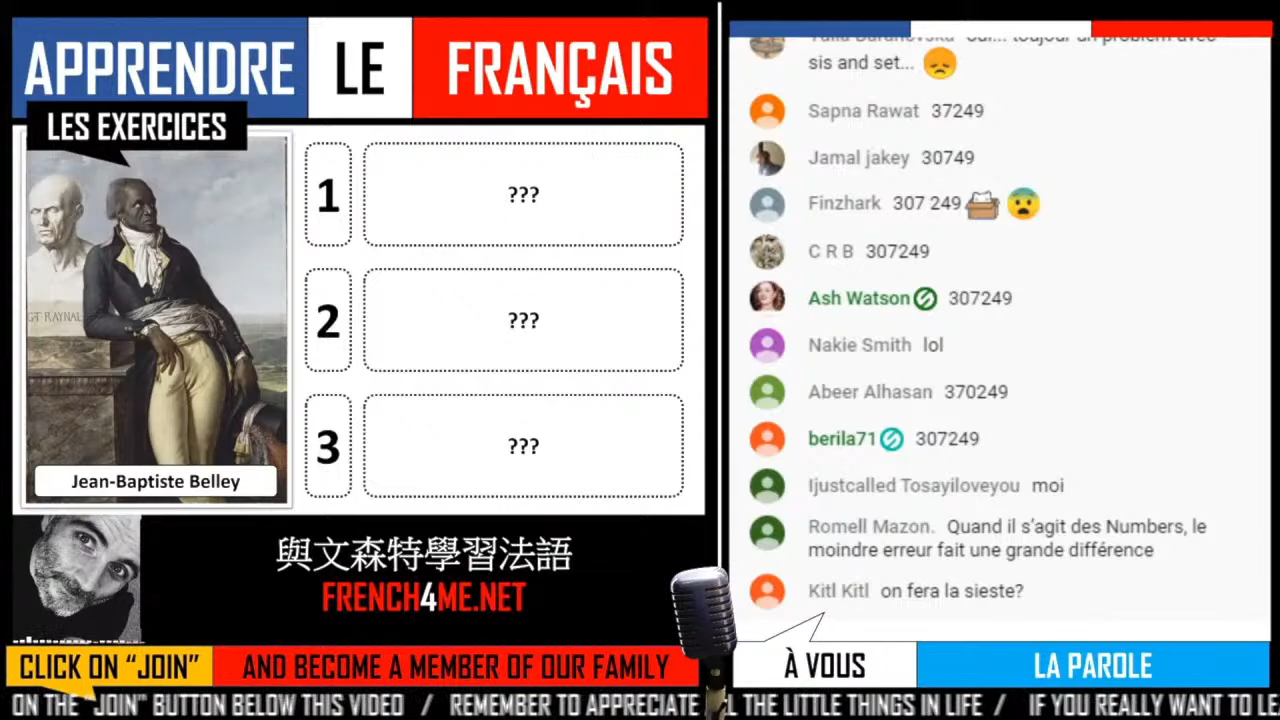 APPRENDRE LE FRANÇAIS
LES EXERCICES
1 ???
2 ???
3 ???
GT RAYNAL
Jean-Baptiste Belley
與文森特學習法語
FRENCH4ME.NET
CLICK ON “JOIN” AND BECOME A MEMBER OF OUR FAMILY
sis and set...
Sapna Rawat 37249
Jamal jakey 30749
Finzhark 307 249
C R B 307249
Ash Watson 307249
Nakie Smith lol
Abeer Alhasan 370249
berila71 307249
Ijustcalled Tosayiloveyou moi
Romell Mazon. Quand il s’agit des Numbers, le
moindre erreur fait une grande différence
Kitl Kitl on fera la sieste?
À VOUS LA PAROLE
ON THE “JOIN” BUTTON BELOW THIS VIDEO / REMEMBER TO APPRECIATE THE LITTLE THINGS IN LIFE / IF YOU REALLY WANT TO